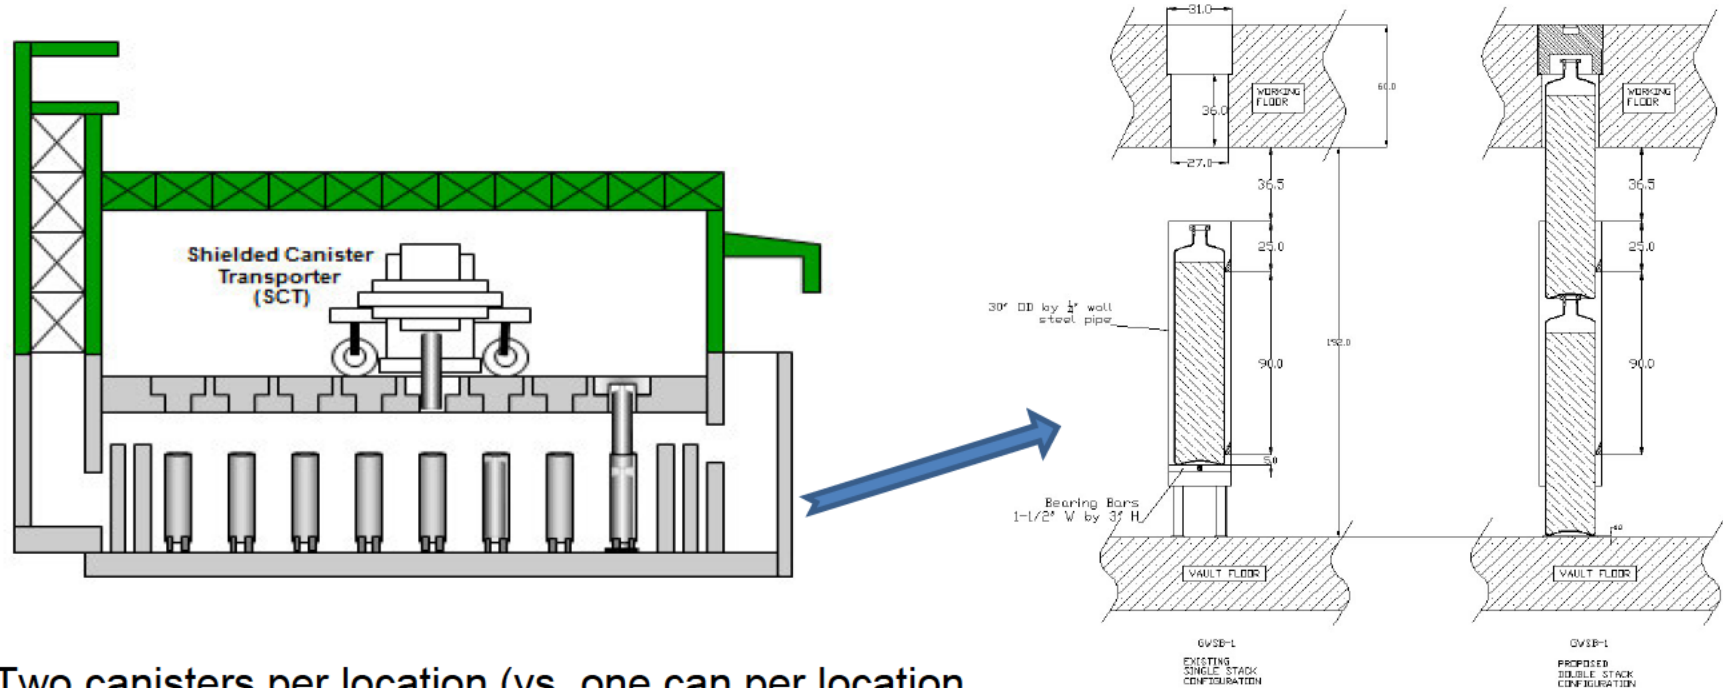 Shielded Canister
Transporter
(SCT)
31.0
WORKING
FLOOR
60.0
36.0
27.0
36.5
25.0
30" OD by ½" wall
steel pipe
192.0
90.0
5.0
Bearing Bars
1-1/2" W by 3" H
VAULT FLOOR
GWSB-1
EXISTING
SINGLE STACK
CONFIGURATION
WORKING
FLOOR
36.5
25.0
90.0
VAULT FLOOR
GWSB-1
PROPOSED
DOUBLE STACK
CONFIGURATION
Two canisters per location (vs. one can per location